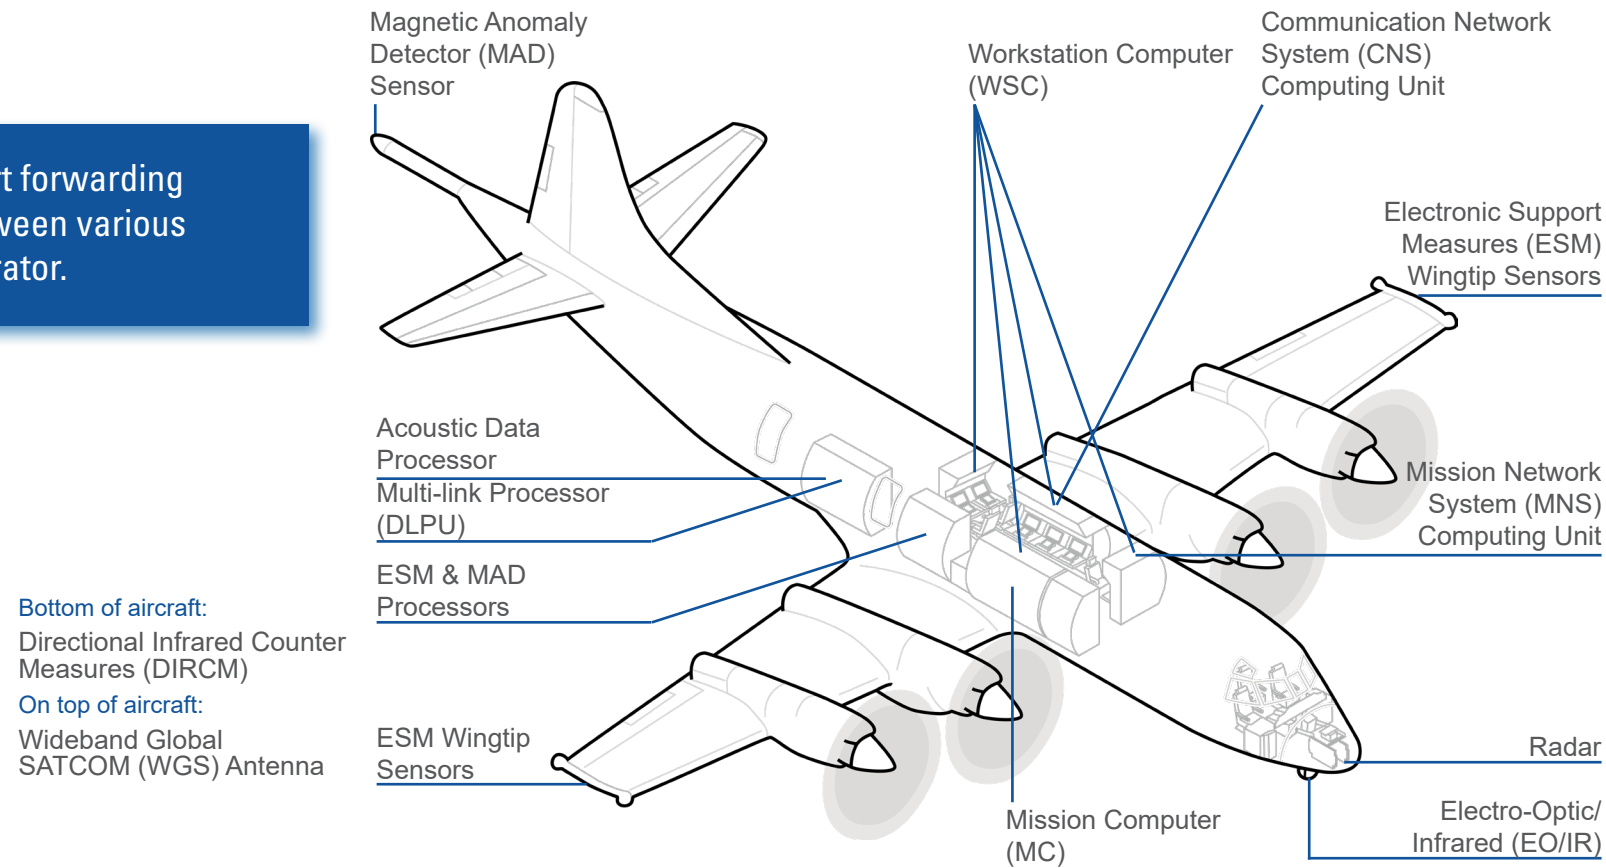 Magnetic Anomaly
Detector (MAD)
Sensor
Workstation Computer
(WSC)
Communication Network
System (CNS)
Computing Unit
forwarding
various
Electronic Support
Measures (ESM)
Wingtip Sensors
Acoustic Data
Processor
Multi-link Processor
(DLPU)
ESM & MAD
Processors
Mission Network
System (MNS)
Computing Unit
Bottom of aircraft:
Directional Infrared Counter
Measures (DIRCM)
On top of aircraft:
Wideband Global
SATCOM (WGS) Antenna
ESM Wingtip
Sensors
Mission Computer
(MC)
Radar
Electro-Optic/
Infrared (EO/IR)